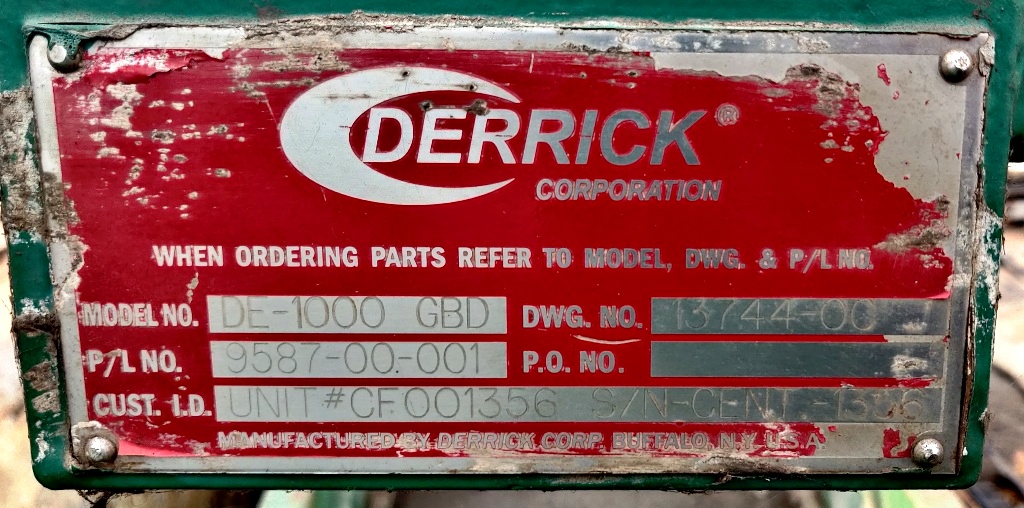 DERRICK®
CORPORATION
WHEN ORDERING PARTS REFER TO MODEL, DWG. & P/L NO.
MODEL NO. DE-1000 GBD DWG. NO. 13744-00
P/L NO. 9587-00-001 P.O. NO.
CUST. I.D. UNIT#CF001356 S/N-CENT
MANUFACTURED BY DERRICK CORP. BUFFALO, N.Y. U.S.A.